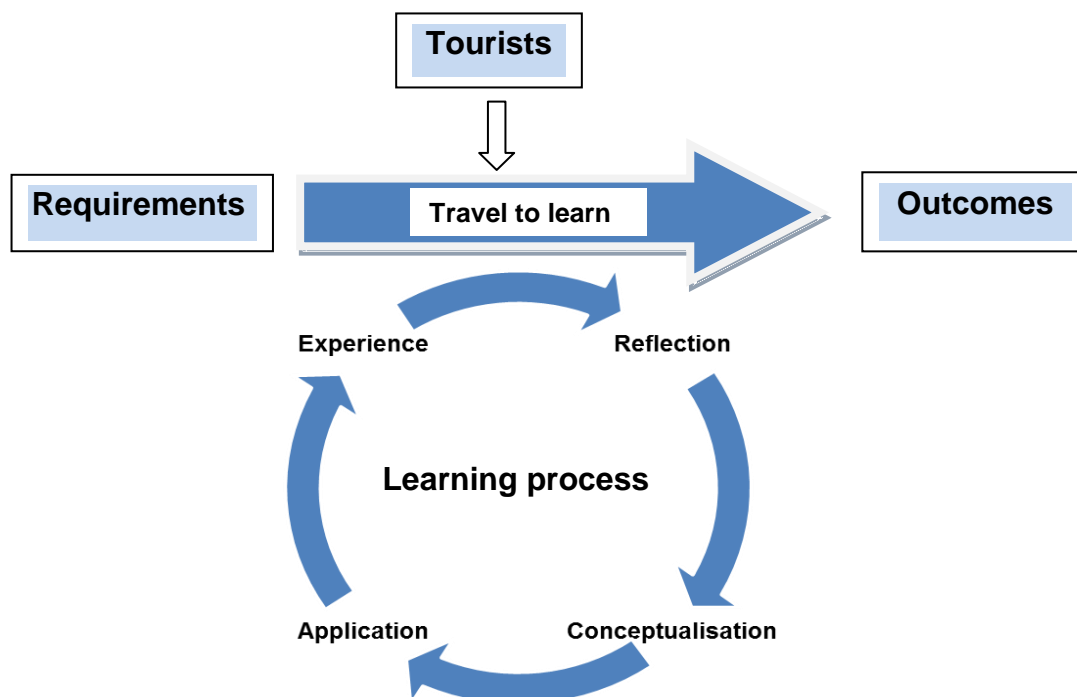 Tourists
Requirements
Travel to learn
Outcomes
Experience
Reflection
Learning process
Application
Conceptualisation